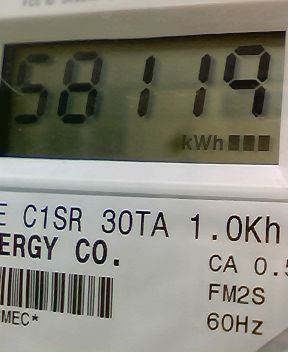 58119
kWh
E C1SR 30TA 1.0Kh
ERGY CO.
CA 0.5
FM2S
MEC*
60Hz